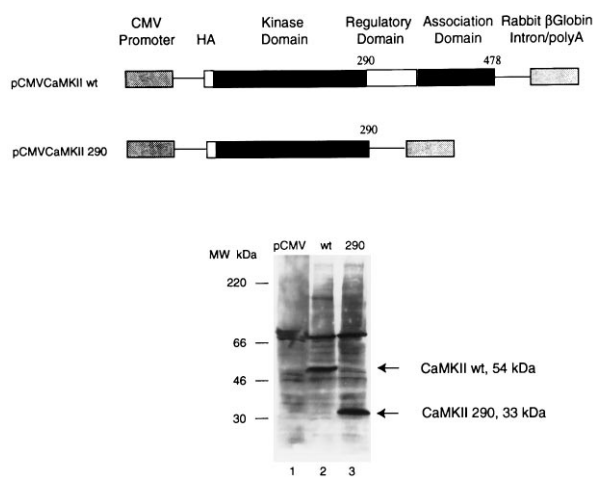 CMV Promoter HA Kinase Domain Regulatory Domain Association Domain Rabbit βGlobin Intron/polyA
290 478
pCMVCaMKII wt
290
pCMVCaMKII 290
MW kDa pCMV wt 290
220
66
CaMKII wt, 54 kDa
46
CaMKII 290, 33 kDa
30
1 2 3